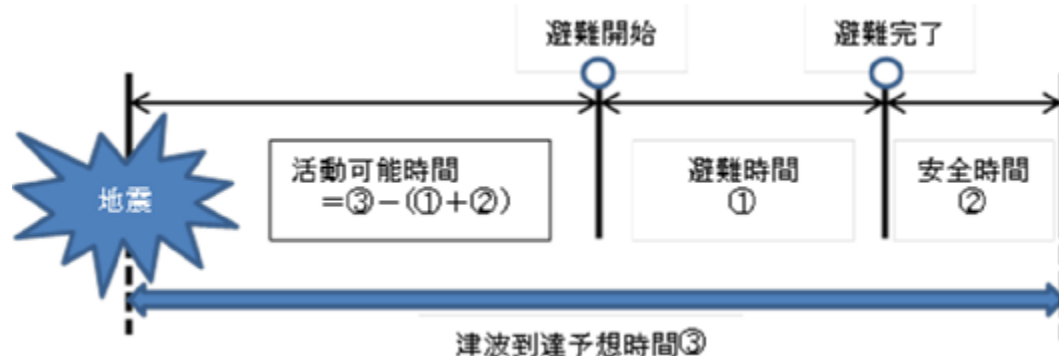 避難開始
避難完了
地震
活動可能時間
＝③－(①＋②)
避難時間
①
安全時間
②
津波到達予想時間③